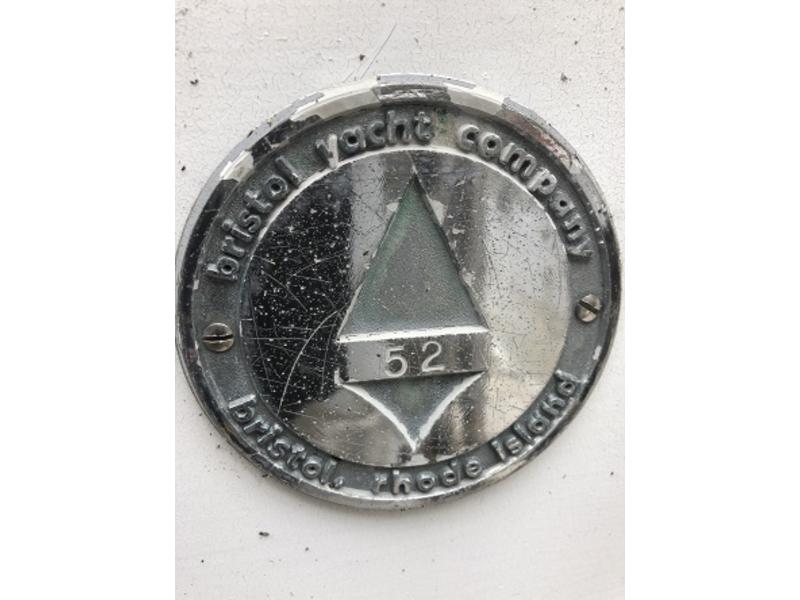 bristol yacht company
52
bristol, rhode island